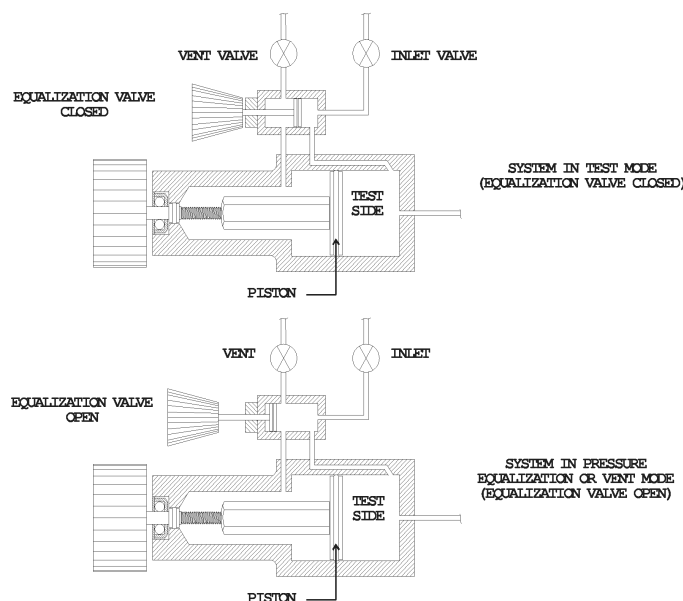 VENT VALVE
INLET VALVE
EQUALIZATION VALVE
CLOSED
SYSTEM IN TEST MODE
(EQUALIZATION VALVE CLOSED)
TEST
SIDE
PISTON
VENT
INLET
EQUALIZATION VALVE
OPEN
SYSTEM IN PRESSURE
EQUALIZATION OR VENT MODE
(EQUALIZATION VALVE OPEN)
TEST
SIDE
PISTON